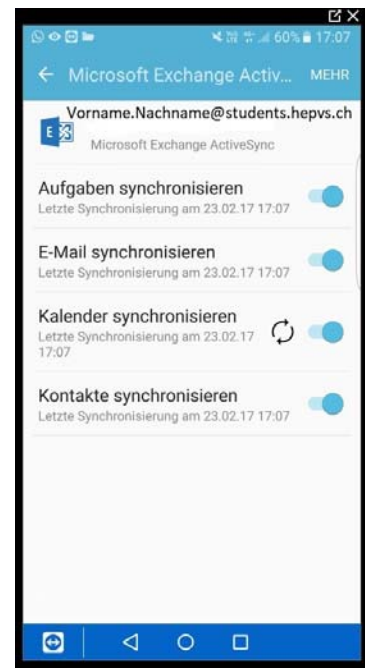 60% 17:07
Microsoft Exchange Activ... MEHR
Vorname.Nachname@students.hepvs.ch
E
Microsoft Exchange ActiveSync
Aufgaben synchronisieren
Letzte Synchronisierung am 23.02.17 17:07
E-Mail synchronisieren
Letzte Synchronisierung am 23.02.17 17:07
Kalender synchronisieren
Letzte Synchronisierung am 23.02.17
17:07
Kontakte synchronisieren
Letzte Synchronisierung am 23.02.17 17:07